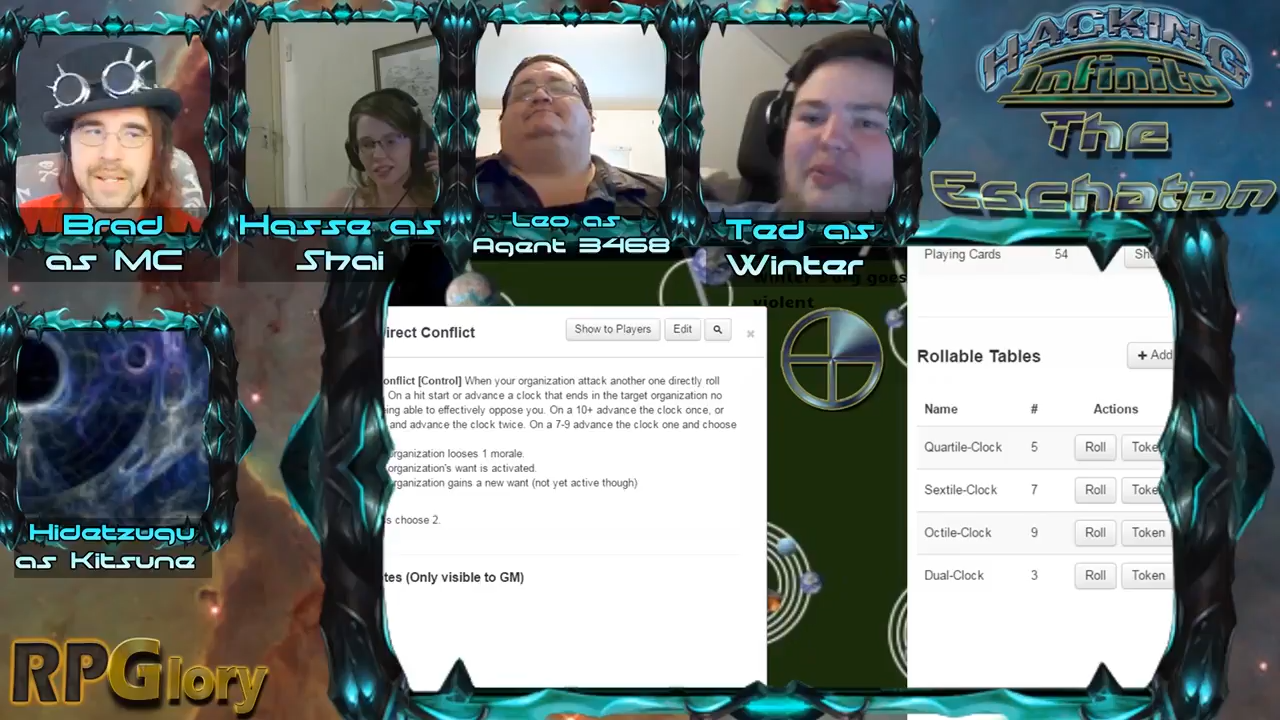 HACKING
Infinity
The
Eschaton
Brad
as MC
Hasse as
Shai
Leo as
Agent 3468
Ted as
Winter
Hidetzugu
as Kitsune
RPGlory
goes
violent
irect Conflict
Show to Players
Edit
onflict [Control] When your organization attack another one directly roll
On a hit start or advance a clock that ends in the target organization no
ing able to effectively oppose you. On a 10+ advance the clock once, or
and advance the clock twice. On a 7-9 advance the clock one and choose
organization looses 1 morale.
organization's want is activated.
rganization gains a new want (not yet active though)
s choose 2.
tes (Only visible to GM)
Playing Cards 54 Sh
Rollable Tables
+ Add
Name # Actions
Quartile-Clock 5 Roll Toke
Sextile-Clock 7 Roll Toke
Octile-Clock 9 Roll Toke
Dual-Clock 3 Roll Token